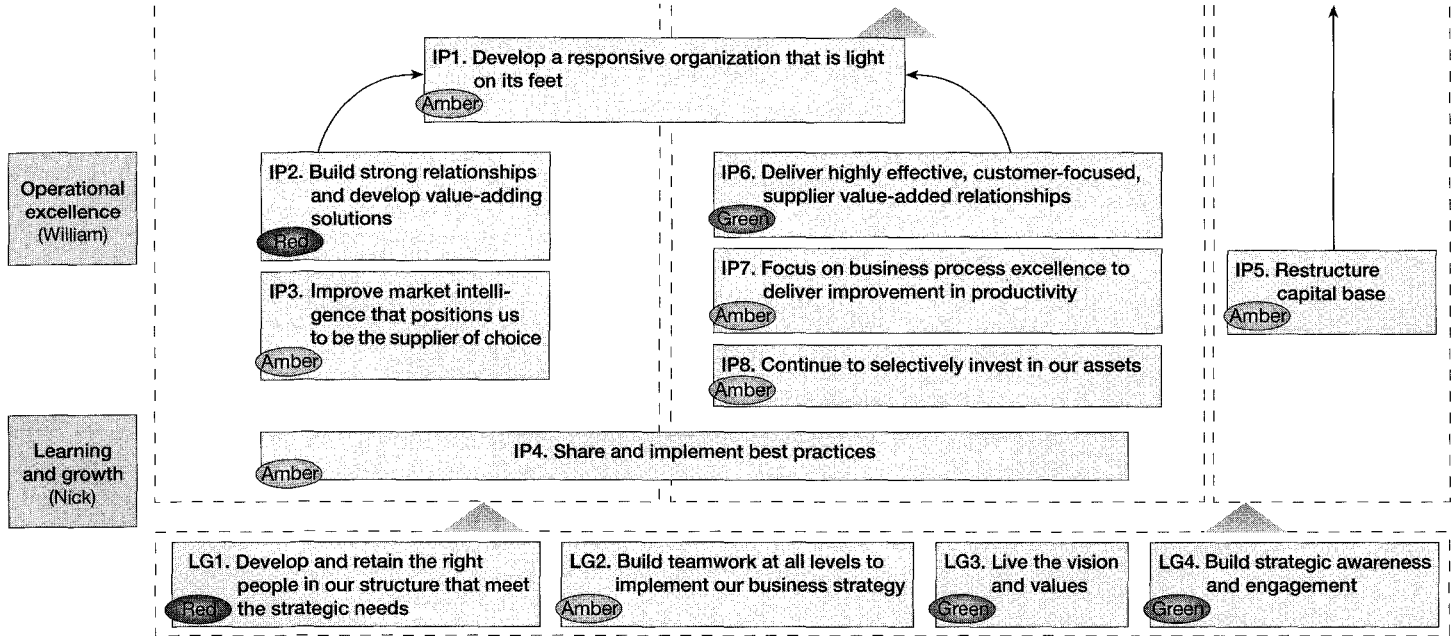 IP1. Develop a responsive organization that is light
on its feet
Amber
Operational
excellence
(William)
IP2. Build strong relationships
and develop value-adding
solutions
Red
IP6. Deliver highly effective, customer-focused,
supplier value-added relationships
Green
IP3. Improve market intelli-
gence that positions us
to be the supplier of choice
Amber
IP7. Focus on business process excellence to
deliver improvement in productivity
Amber
IP5. Restructure
capital base
Amber
IP8. Continue to selectively invest in our assets
Amber
Learning
and growth
(Nick)
IP4. Share and implement best practices
Amber
LG1. Develop and retain the right
people in our structure that meet
the strategic needs
Red
LG2. Build teamwork at all levels to
implement our business strategy
Amber
LG3. Live the vision
and values
Green
LG4. Build strategic awareness
and engagement
Green